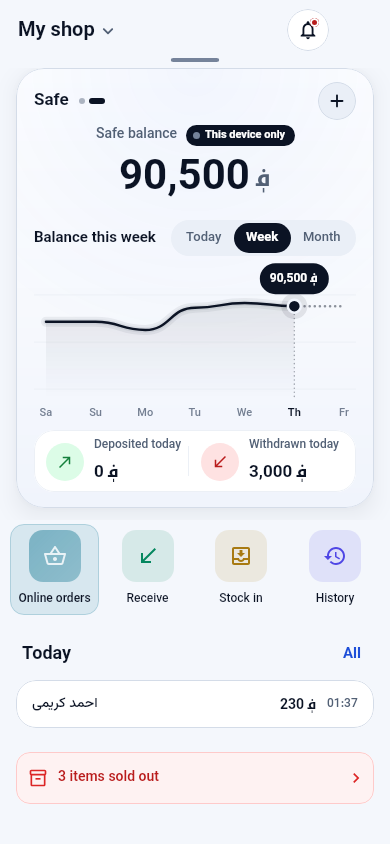 My shop
Safe
Safe balance This device only
90,500 ؋
Balance this week Today Week Month
90,500 ؋
Sa Su Mo Tu We Th Fr
Deposited today Withdrawn today
0 ؋ 3,000 ؋
Online orders Receive Stock in History
Today All
احمد کریمی 230 ؋ 01:37
3 items sold out